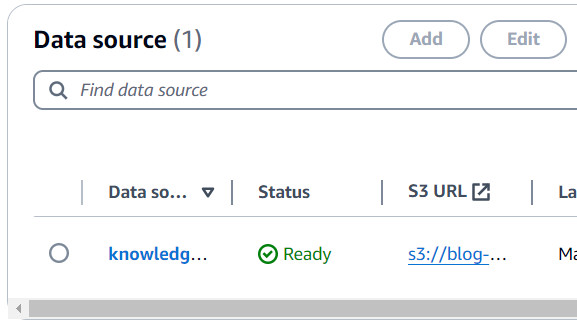 Data source (1)
Add
Edit
Find data source
Data so...
Status
S3 URL
La
knowledg...
Ready
s3://blog-...
Ma